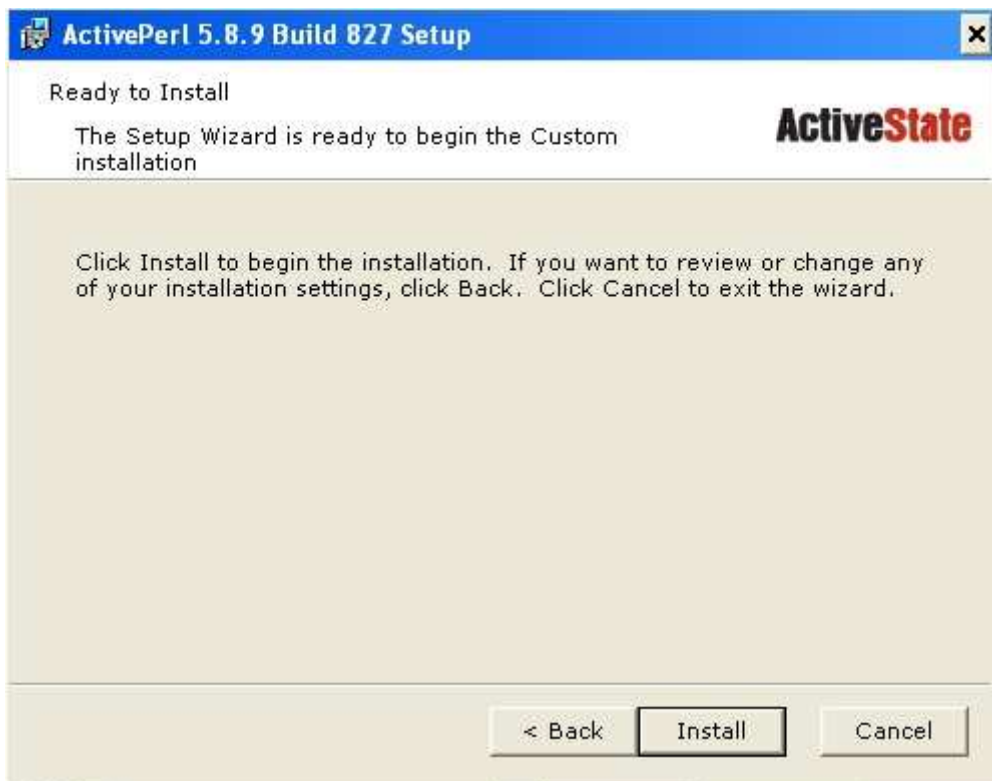 ActivePerl 5.8.9 Build 827 Setup
Ready to Install
The Setup Wizard is ready to begin the Custom
installation
ActiveState
Click Install to begin the installation. If you want to review or change any
of your installation settings, click Back. Click Cancel to exit the wizard.
< Back
Install
Cancel